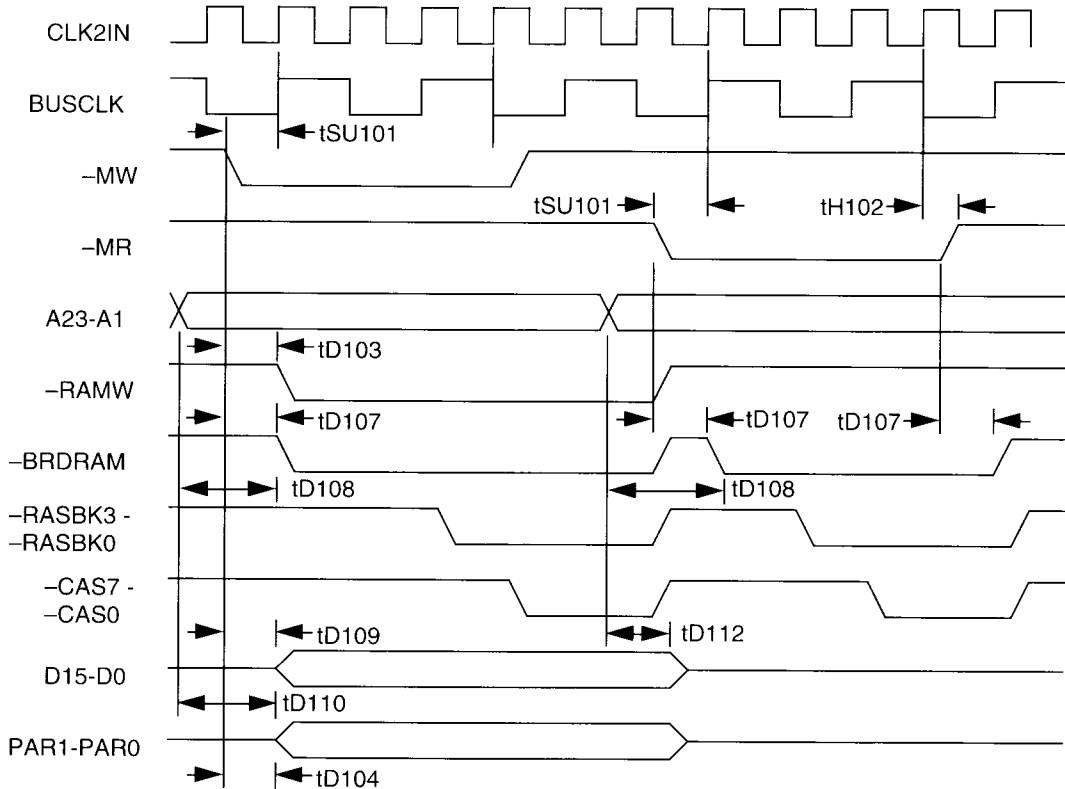 CLK2IN
BUSCLK
tSU101
–MW
tSU101
tH102
–MR
A23-A1
tD103
–RAMW
tD107
tD107
tD107
–BRDRAM
tD108
tD108
–RASBK3 -
–RASBK0
–CAS7 -
–CAS0
tD109
tD112
D15-D0
tD110
PAR1-PAR0
tD104